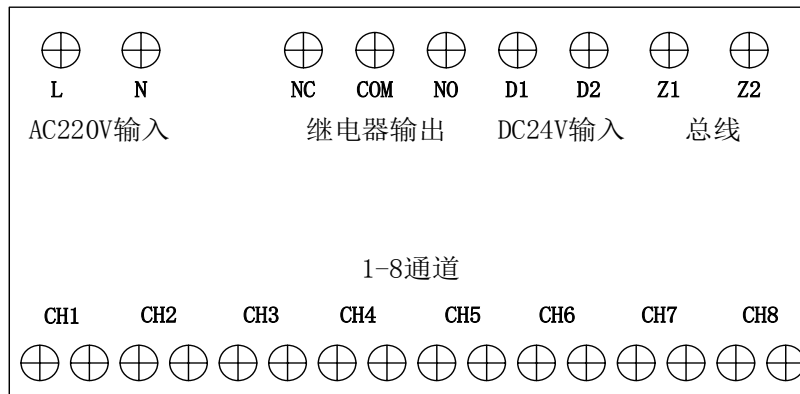 L N NC COM NO D1 D2 Z1 Z2
AC220V输入 继电器输出 DC24V输入 总线
1-8通道
CH1 CH2 CH3 CH4 CH5 CH6 CH7 CH8